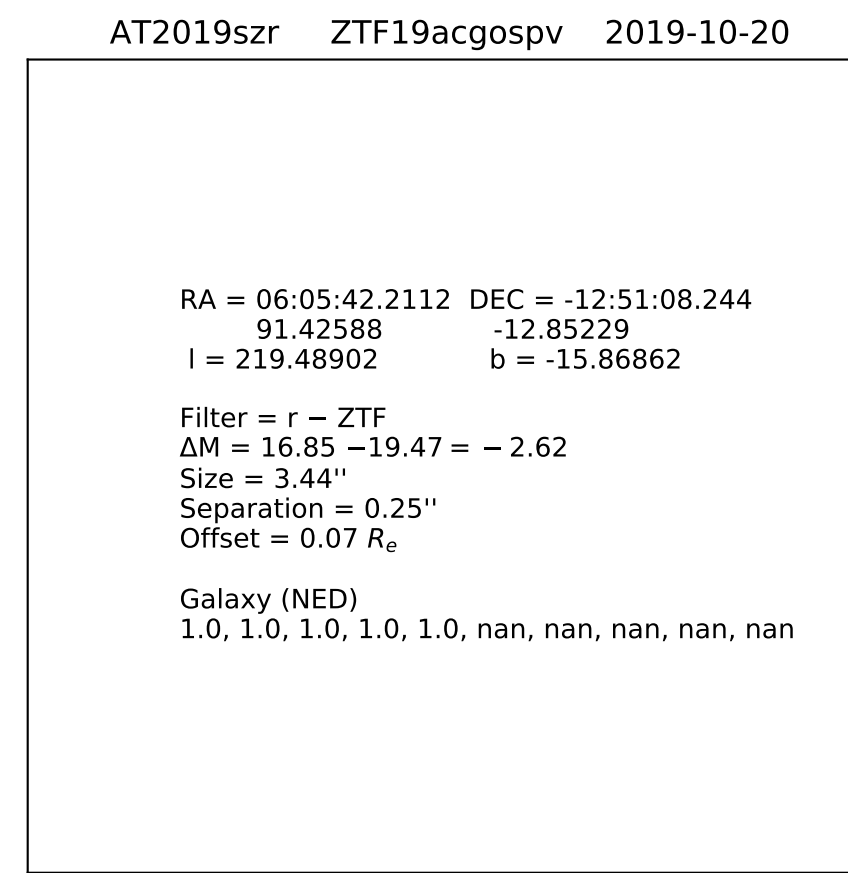 AT2019szr ZTF19acgospv 2019-10-20
RA = 06:05:42.2112 DEC = -12:51:08.244
91.42588 -12.85229
l = 219.48902 b = -15.86862
Filter = r − ZTF
ΔM = 16.85 −19.47 = − 2.62
Size = 3.44''
Separation = 0.25''
Offset = 0.07 Re
Galaxy (NED)
1.0, 1.0, 1.0, 1.0, 1.0, nan, nan, nan, nan, nan